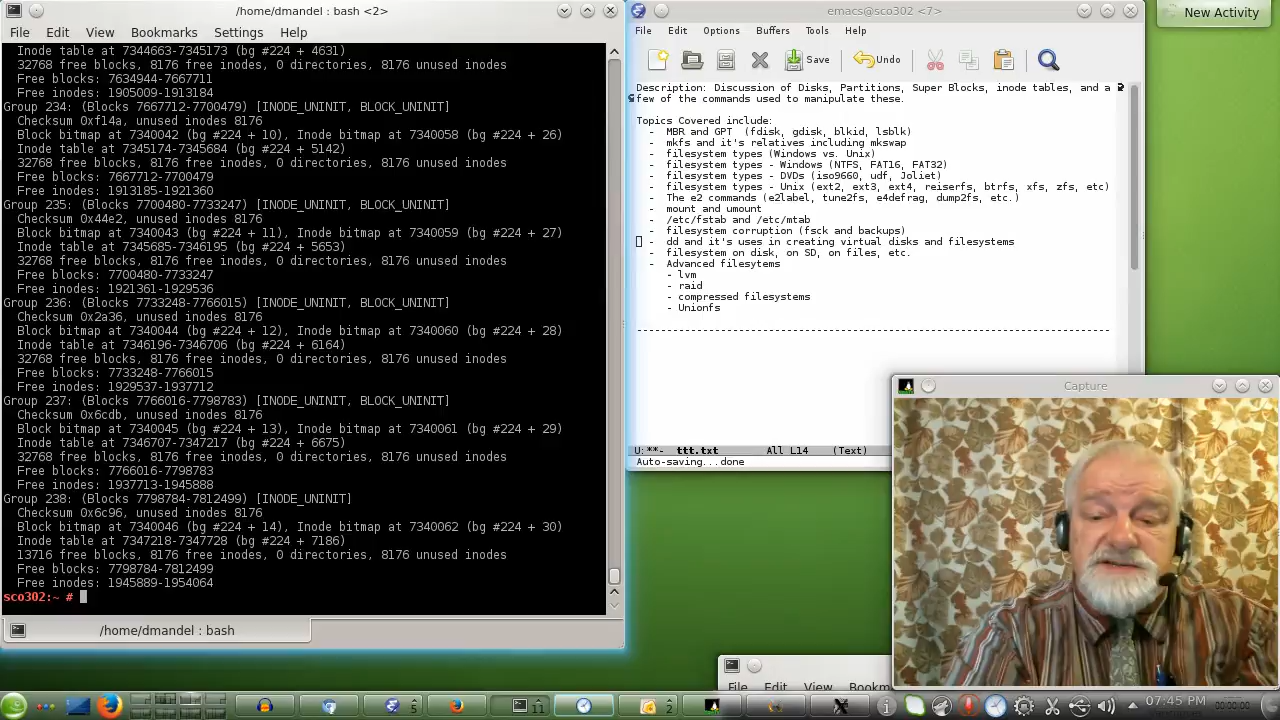 /home/dmandel : bash <2>
File Edit View Bookmarks Settings Help
Inode table at 7344663-7345173 (bg #224 + 4631)
32768 free blocks, 8176 free inodes, 0 directories, 8176 unused inodes
Free blocks: 7634944-7667711
Free inodes: 1905009-1913184
Group 234: (Blocks 7667712-7700479) [INODE_UNINIT, BLOCK_UNINIT]
Checksum 0xf14a, unused inodes 8176
Block bitmap at 7340042 (bg #224 + 10), Inode bitmap at 7340058 (bg #224 + 26)
Inode table at 7345174-7345684 (bg #224 + 5142)
32768 free blocks, 8176 free inodes, 0 directories, 8176 unused inodes
Free blocks: 7667712-7700479
Free inodes: 1913185-1921360
Group 235: (Blocks 7700480-7733247) [INODE_UNINIT, BLOCK_UNINIT]
Checksum 0x44e2, unused inodes 8176
Block bitmap at 7340043 (bg #224 + 11), Inode bitmap at 7340059 (bg #224 + 27)
Inode table at 7345685-7346195 (bg #224 + 5653)
32768 free blocks, 8176 free inodes, 0 directories, 8176 unused inodes
Free blocks: 7700480-7733247
Free inodes: 1921361-1929536
Group 236: (Blocks 7733248-7766015) [INODE_UNINIT, BLOCK_UNINIT]
Checksum 0x2a36, unused inodes 8176
Block bitmap at 7340044 (bg #224 + 12), Inode bitmap at 7340060 (bg #224 + 28)
Inode table at 7346196-7346706 (bg #224 + 6164)
32768 free blocks, 8176 free inodes, 0 directories, 8176 unused inodes
Free blocks: 7733248-7766015
Free inodes: 1929537-1937712
Group 237: (Blocks 7766016-7798783) [INODE_UNINIT, BLOCK_UNINIT]
Checksum 0x6cdb, unused inodes 8176
Block bitmap at 7340045 (bg #224 + 13), Inode bitmap at 7340061 (bg #224 + 29)
Inode table at 7346707-7347217 (bg #224 + 6675)
32768 free blocks, 8176 free inodes, 0 directories, 8176 unused inodes
Free blocks: 7766016-7798783
Free inodes: 1937713-1945888
Group 238: (Blocks 7798784-7812499) [INODE_UNINIT]
Checksum 0x6c96, unused inodes 8176
Block bitmap at 7340046 (bg #224 + 14), Inode bitmap at 7340062 (bg #224 + 30)
Inode table at 7347218-7347728 (bg #224 + 7186)
13716 free blocks, 8176 free inodes, 0 directories, 8176 unused inodes
Free blocks: 7798784-7812499
Free inodes: 1945889-1954064
sco302:~ #
/home/dmandel : bash
emacs@sco302 <7>
File Edit Options Buffers Tools Help
Save Undo
Description: Discussion of Disks, Partitions, Super Blocks, inode tables, and a
few of the commands used to manipulate these.
Topics Covered include:
- MBR and GPT (fdisk, gdisk, blkid, lsblk)
- mkfs and it's relatives including mkswap
- filesystem types (Windows vs. Unix)
- filesystem types - Windows (NTFS, FAT16, FAT32)
- filesystem types - DVDs (iso9660, udf, Joliet)
- filesystem types - Unix (ext2, ext3, ext4, reiserfs, btrfs, xfs, zfs, etc)
- The e2 commands (e2label, tune2fs, e4defrag, dump2fs, etc.)
- mount and umount
- /etc/fstab and /etc/mtab
- filesystem corruption (fsck and backups)
- dd and it's uses in creating virtual disks and filesystems
- filesystem on disk, on SD, on files, etc.
- Advanced filesytems
- lvm
- raid
- compressed filesystems
- Unionfs
--------------------------------------------------------------------------------
U:**- ttt.txt All L14 (Text)
Auto-saving...done
New Activity
Capture
File Edit View Bookm
5
11
2
07:45 PM
00:00:00